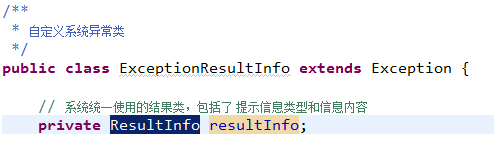 /**
 * 自定义系统异常类
 */
public class ExceptionResultInfo extends Exception {
// 系统统一使用的结果类，包括了 提示信息类型和信息内容
private ResultInfo resultInfo;